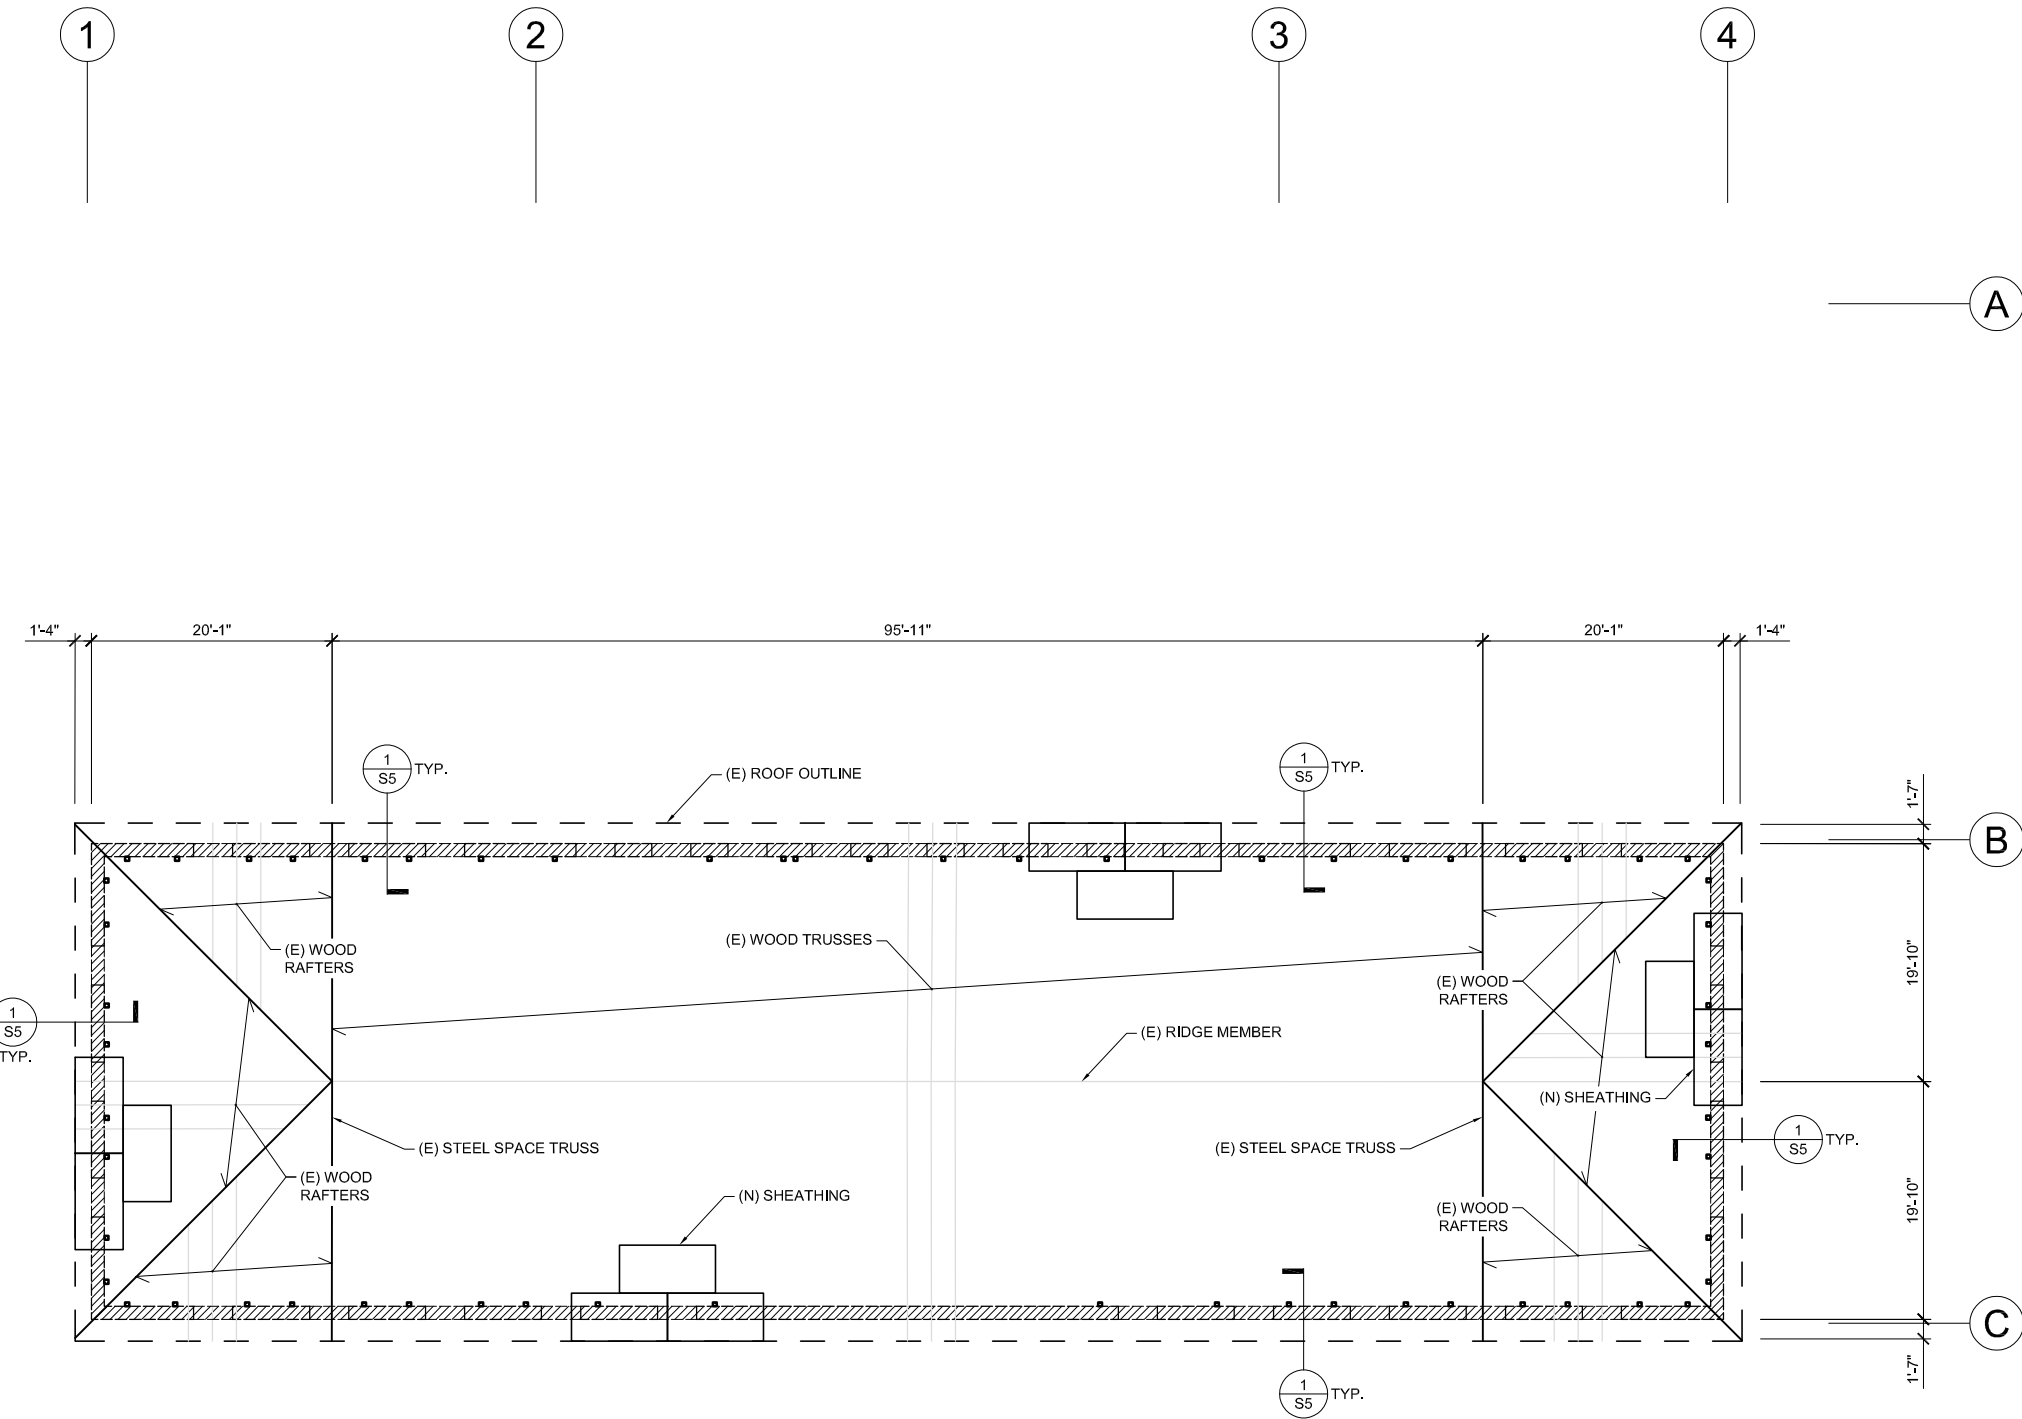 1
2
3
4
A
1'-4"
20'-1"
95'-11"
20'-1"
1'-4"
1
S5
TYP.
(E) ROOF OUTLINE
1
S5
TYP.
1'-7"
B
(E) WOOD
RAFTERS
(E) WOOD TRUSSES
(E) WOOD
RAFTERS
19'-10"
1
S5
TYP.
(E) RIDGE MEMBER
(N) SHEATHING
(E) STEEL SPACE TRUSS
(E) STEEL SPACE TRUSS
1
S5
TYP.
(E) WOOD
RAFTERS
(N) SHEATHING
(E) WOOD
RAFTERS
19'-10"
C
1'-7"
1
S5
TYP.